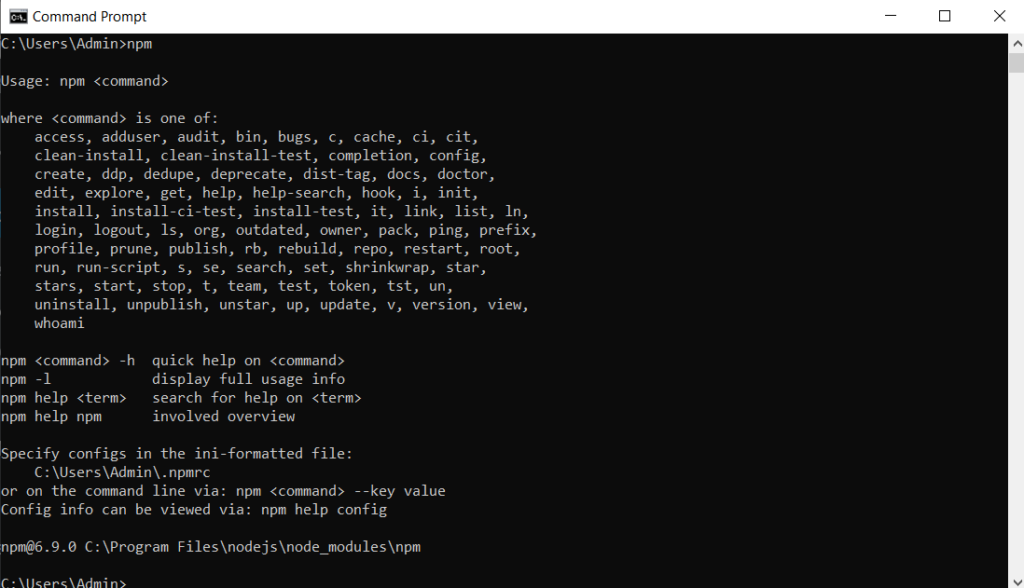 Command Prompt
C:\Users\Admin>npm
Usage: npm <command>
where <command> is one of:
    access, adduser, audit, bin, bugs, c, cache, ci, cit,
    clean-install, clean-install-test, completion, config,
    create, ddp, dedupe, deprecate, dist-tag, docs, doctor,
    edit, explore, get, help, help-search, hook, i, init,
    install, install-ci-test, install-test, it, link, list, ln,
    login, logout, ls, org, outdated, owner, pack, ping, prefix,
    profile, prune, publish, rb, rebuild, repo, restart, root,
    run, run-script, s, se, search, set, shrinkwrap, star,
    stars, start, stop, t, team, test, token, tst, un,
    uninstall, unpublish, unstar, up, update, v, version, view,
    whoami
npm <command> -h  quick help on <command>
npm -l            display full usage info
npm help <term>   search for help on <term>
npm help npm      involved overview
Specify configs in the ini-formatted file:
    C:\Users\Admin\.npmrc
or on the command line via: npm <command> --key value
Config info can be viewed via: npm help config
npm@6.9.0 C:\Program Files\nodejs\node_modules\npm
C:\Users\Admin>